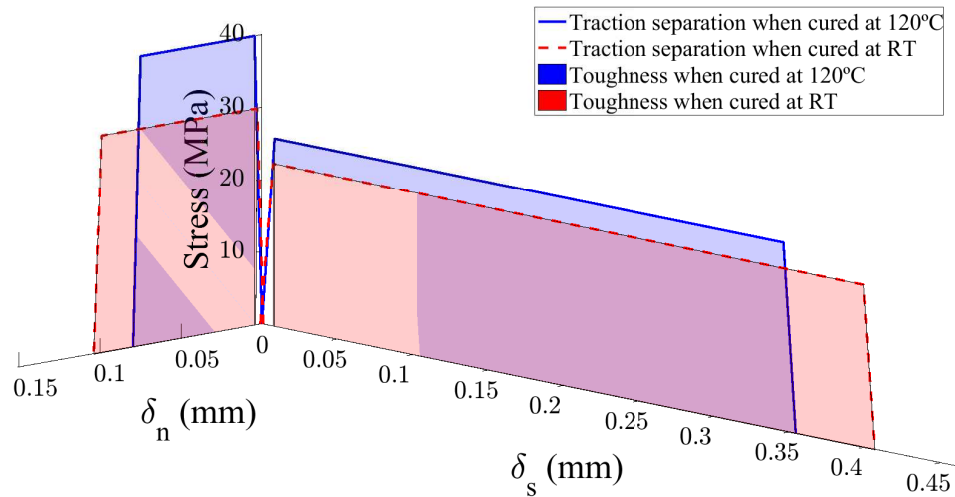 Traction separation when cured at 120ºC
Traction separation when cured at RT
Toughness when cured at 120ºC
Toughness when cured at RT
40
30
20
10
Stress (MPa)
0.15
0.1
0.05
0
0.05
0.1
0.15
0.2
0.25
0.3
0.35
0.4
0.45
δn (mm)
δs (mm)